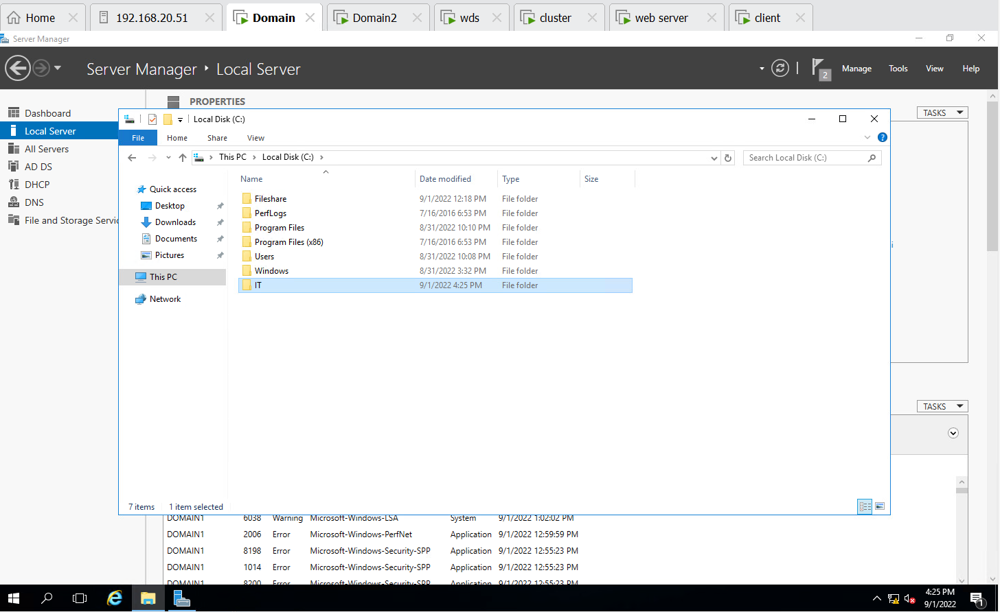 Home
192.168.20.51
Domain
Domain2
wds
cluster
web server
client
Server Manager
Server Manager
Local Server
2
Manage
Tools
View
Help
PROPERTIES
TASKS
Dashboard
Local Server
All Servers
AD DS
DHCP
DNS
File and Storage Servic
Local Disk (C:)
File
Home
Share
View
?
This PC
Local Disk (C:)
Search Local Disk (C:)
Name
Date modified
Type
Size
Quick access
Desktop
Downloads
Documents
Pictures
This PC
Network
Fileshare 9/1/2022 12:18 PM File folder
PerfLogs 7/16/2016 6:53 PM File folder
Program Files 8/31/2022 10:10 PM File folder
Program Files (x86) 7/16/2016 6:53 PM File folder
Users 8/31/2022 10:08 PM File folder
Windows 8/31/2022 3:32 PM File folder
IT 9/1/2022 4:25 PM File folder
7 items
1 item selected
TASKS
DOMAIN1 6038 Warning Microsoft-Windows-LSA System 9/1/2022 1:02:02 PM
DOMAIN1 2006 Error Microsoft-Windows-PerfNet Application 9/1/2022 12:59:59 PM
DOMAIN1 8198 Error Microsoft-Windows-Security-SPP Application 9/1/2022 12:55:23 PM
DOMAIN1 1014 Error Microsoft-Windows-Security-SPP Application 9/1/2022 12:55:23 PM
DOMAIN1 8200 Error Microsoft-Windows-Security-SPP Application 9/1/2022 12:55:23 PM
4:25 PM
9/1/2022
1